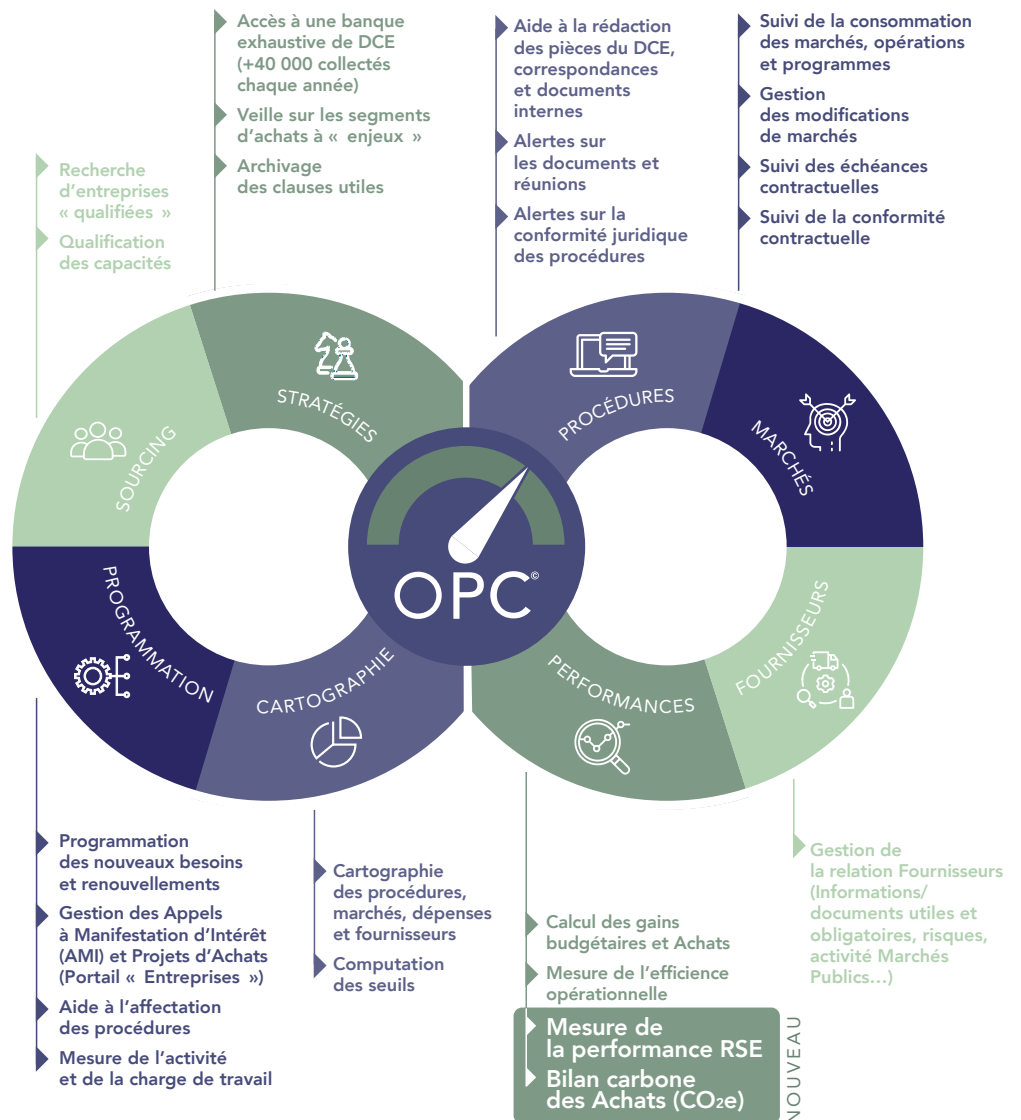 Accès à une banque
exhaustive de DCE
(+40 000 collectés
chaque année)
Veille sur les segments
d'achats à « enjeux »
Archivage
des clauses utiles
Aide à la rédaction
des pièces du DCE,
correspondances
et documents
internes
Alertes sur
les documents et
réunions
Alertes sur la
conformité juridique
des procédures
Suivi de la consommation
des marchés, opérations
et programmes
Gestion
des modifications
de marchés
Suivi des échéances
contractuelles
Suivi de la conformité
contractuelle
Recherche
d'entreprises
« qualifiées »
Qualification
des capacités
STRATÉGIES
PROCÉDURES
SOURCING
MARCHÉS
OPC©
PROGRAMMATION
CARTOGRAPHIE
PERFORMANCES
FOURNISSEURS
Programmation
des nouveaux besoins
et renouvellements
Gestion des Appels
à Manifestation d'Intérêt
(AMI) et Projets d'Achats
(Portail « Entreprises »)
Aide à l'affectation
des procédures
Mesure de l'activité
et de la charge de travail
Cartographie
des procédures,
marchés, dépenses
et fournisseurs
Computation
des seuils
Calcul des gains
budgétaires et Achats
Mesure de l'efficience
opérationnelle
Mesure de
la performance RSE
Bilan carbone
des Achats (CO₂e)
NOUVEAU
Gestion de
la relation Fournisseurs
(Informations/
documents utiles et
obligatoires, risques,
activité Marchés
Publics...)